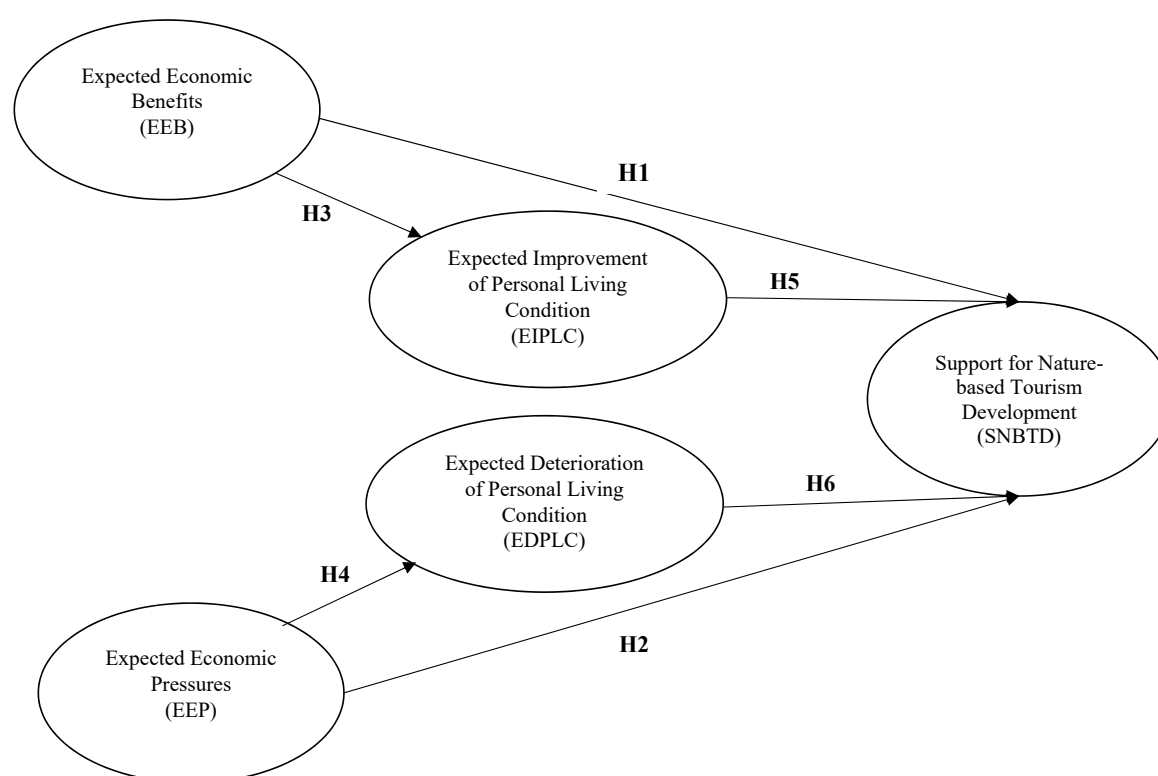 Expected Economic
Benefits
(EEB)
H1
H3
Expected Improvement
of Personal Living
Condition
(EIPLC)
H5
Support for Nature-
based Tourism
Development
(SNBTD)
Expected Deterioration
of Personal Living
Condition
(EDPLC)
H6
H4
Expected Economic
Pressures
(EEP)
H2